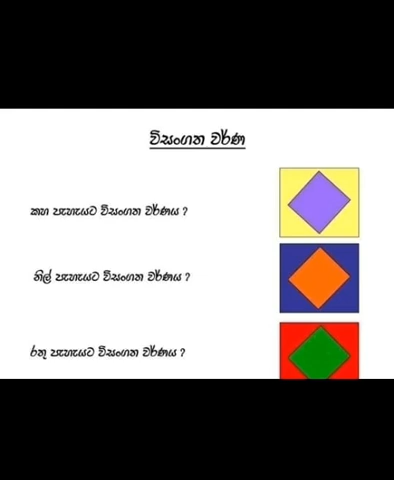 විසංගත වර්ණ
කහ පැහැයට විසංගත වර්ණය ?
නිල් පැහැයට විසංගත වර්ණය ?
රතු පැහැයට විසංගත වර්ණය ?